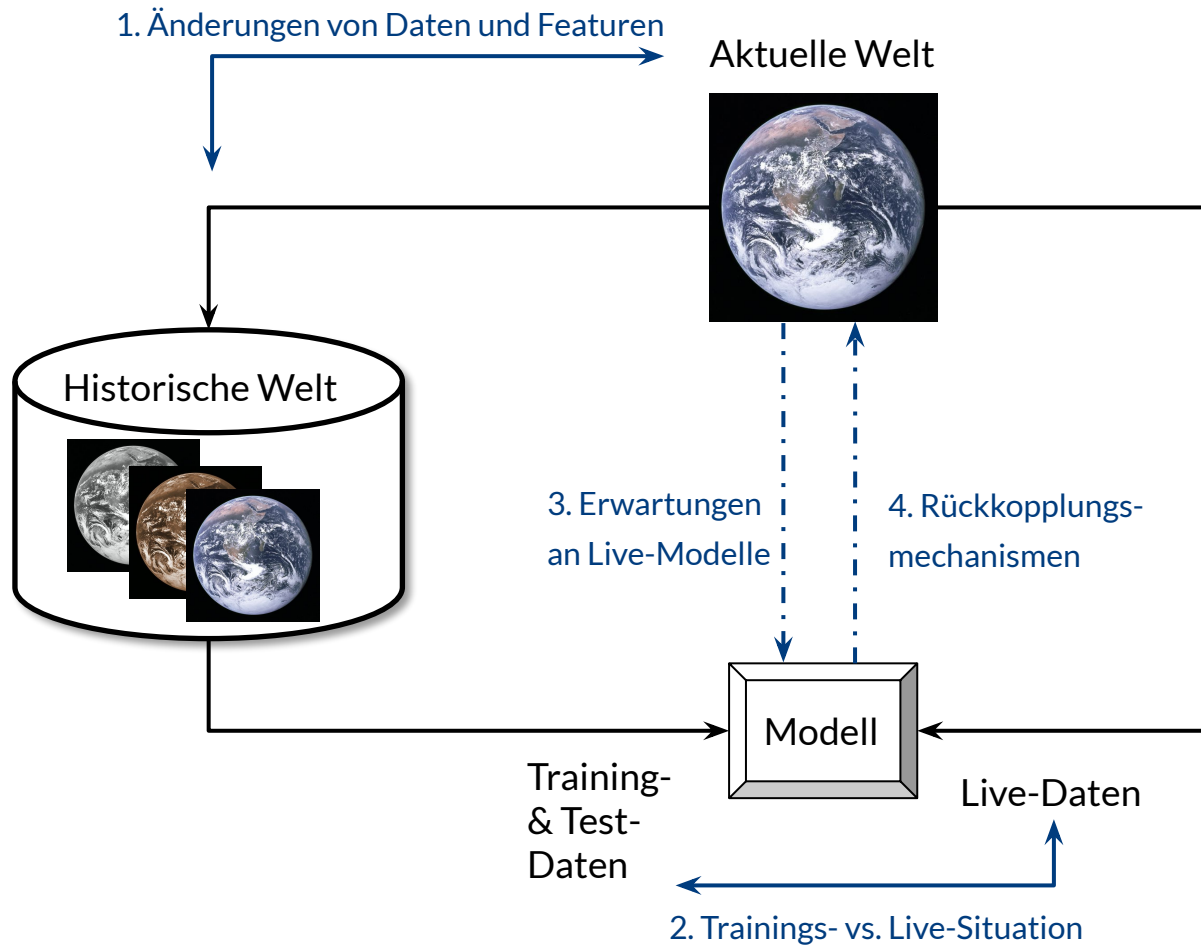 1. Änderungen von Daten und Features
Aktuelle Welt
Historische Welt
3. Erwartungen
an Live-Modelle
4. Rückkopplungs-
mechanismen
Modell
Training-
& Test-
Daten
Live-Daten
2. Trainings- vs. Live-Situation